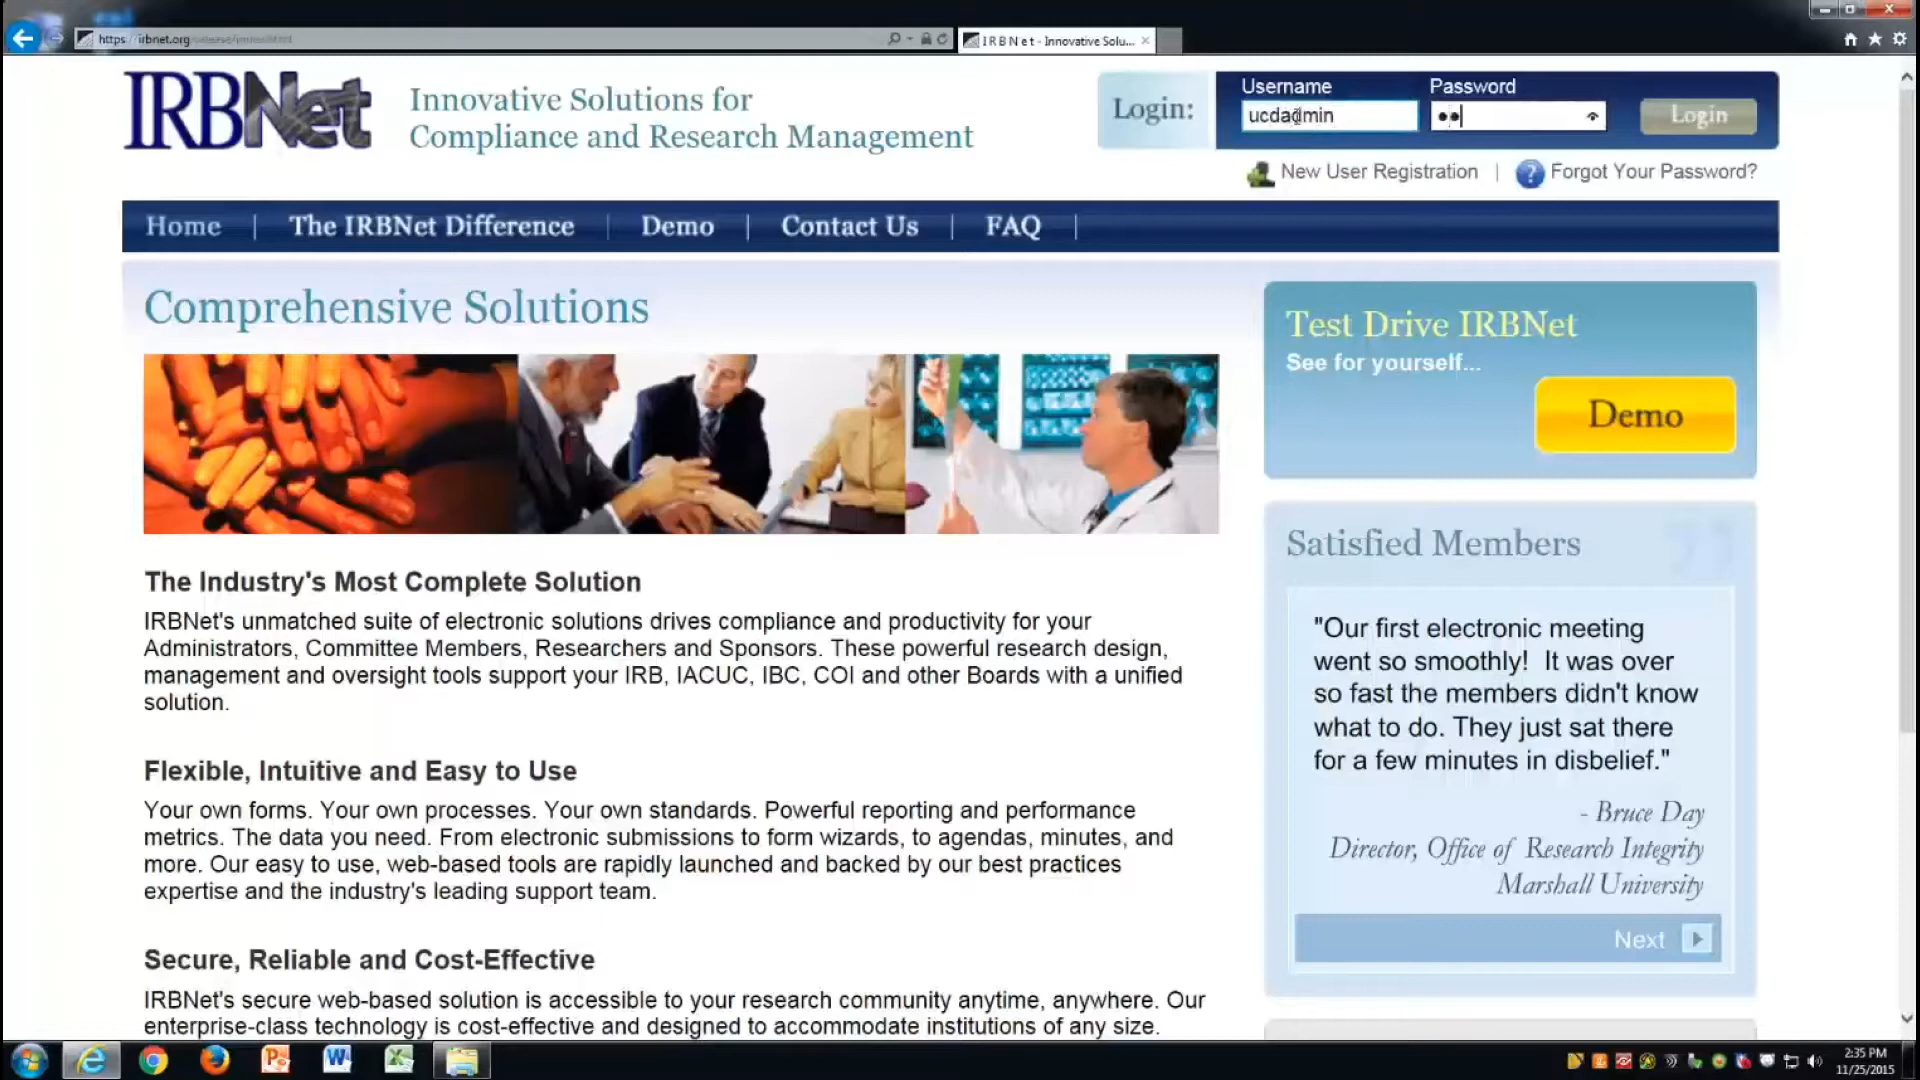 https://irbnet.org
IRBNet - Innovative Solu...
IRBNet
Innovative Solutions for
Compliance and Research Management
Login:
Username
Password
ucdadmin
Login
New User Registration | Forgot Your Password?
Home | The IRBNet Difference | Demo | Contact Us | FAQ |
Comprehensive Solutions
The Industry's Most Complete Solution
IRBNet's unmatched suite of electronic solutions drives compliance and productivity for your
Administrators, Committee Members, Researchers and Sponsors. These powerful research design,
management and oversight tools support your IRB, IACUC, IBC, COI and other Boards with a unified
solution.
Flexible, Intuitive and Easy to Use
Your own forms. Your own processes. Your own standards. Powerful reporting and performance
metrics. The data you need. From electronic submissions to form wizards, to agendas, minutes, and
more. Our easy to use, web-based tools are rapidly launched and backed by our best practices
expertise and the industry's leading support team.
Secure, Reliable and Cost-Effective
IRBNet's secure web-based solution is accessible to your research community anytime, anywhere. Our
enterprise-class technology is cost-effective and designed to accommodate institutions of any size.
Test Drive IRBNet
See for yourself...
Demo
Satisfied Members
"Our first electronic meeting
went so smoothly! It was over
so fast the members didn't know
what to do. They just sat there
for a few minutes in disbelief."
- Bruce Day
Director, Office of Research Integrity
Marshall University
Next
2:35 PM
11/25/2015